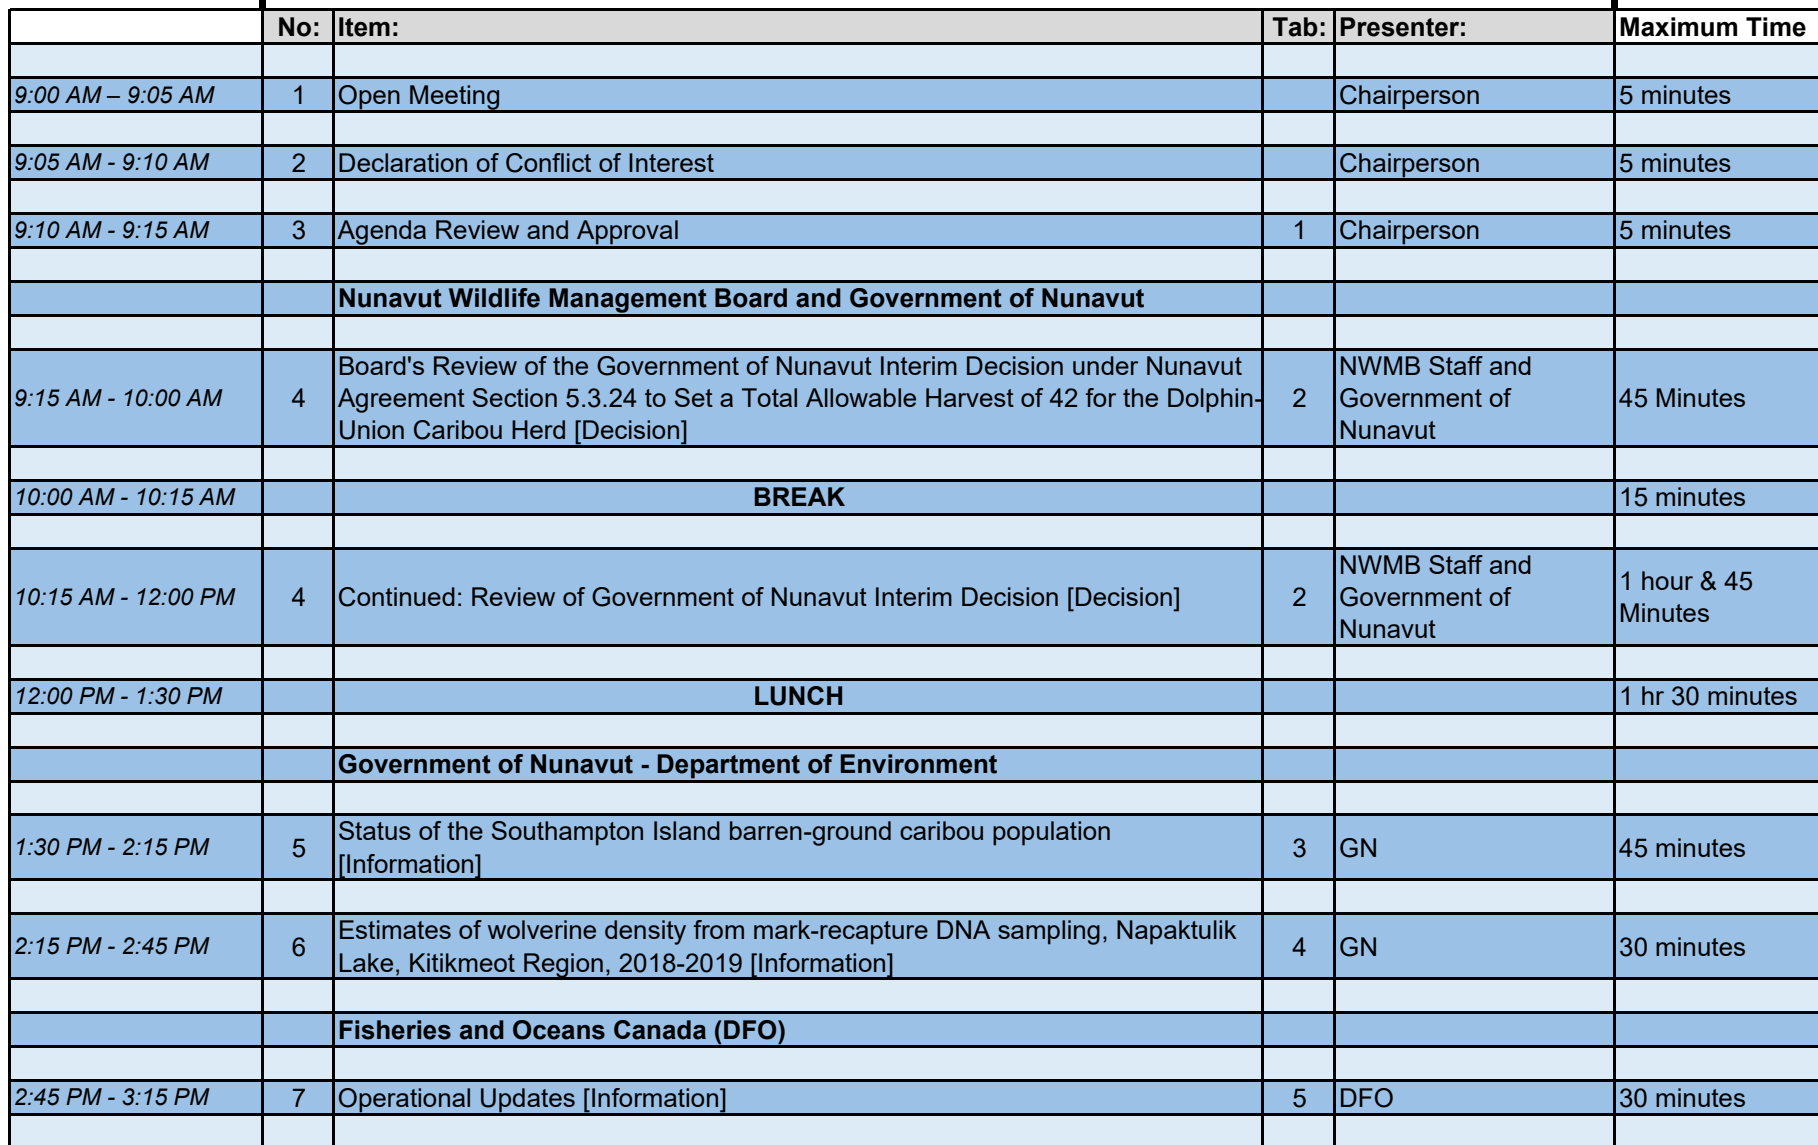 No: Item: Tab: Presenter: Maximum Time
9:00 AM – 9:05 AM 1 Open Meeting Chairperson 5 minutes
9:05 AM - 9:10 AM 2 Declaration of Conflict of Interest Chairperson 5 minutes
9:10 AM - 9:15 AM 3 Agenda Review and Approval 1 Chairperson 5 minutes
Nunavut Wildlife Management Board and Government of Nunavut
9:15 AM - 10:00 AM 4
Board's Review of the Government of Nunavut Interim Decision under Nunavut
Agreement Section 5.3.24 to Set a Total Allowable Harvest of 42 for the Dolphin-
Union Caribou Herd [Decision]
2
NWMB Staff and
Government of
Nunavut
45 Minutes
10:00 AM - 10:15 AM BREAK 15 minutes
10:15 AM - 12:00 PM 4 Continued: Review of Government of Nunavut Interim Decision [Decision] 2
NWMB Staff and
Government of
Nunavut
1 hour & 45
Minutes
12:00 PM - 1:30 PM LUNCH 1 hr 30 minutes
Government of Nunavut - Department of Environment
1:30 PM - 2:15 PM 5
Status of the Southampton Island barren-ground caribou population
[Information]
3 GN 45 minutes
2:15 PM - 2:45 PM 6
Estimates of wolverine density from mark-recapture DNA sampling, Napaktulik
Lake, Kitikmeot Region, 2018-2019 [Information]
4 GN 30 minutes
Fisheries and Oceans Canada (DFO)
2:45 PM - 3:15 PM 7 Operational Updates [Information] 5 DFO 30 minutes